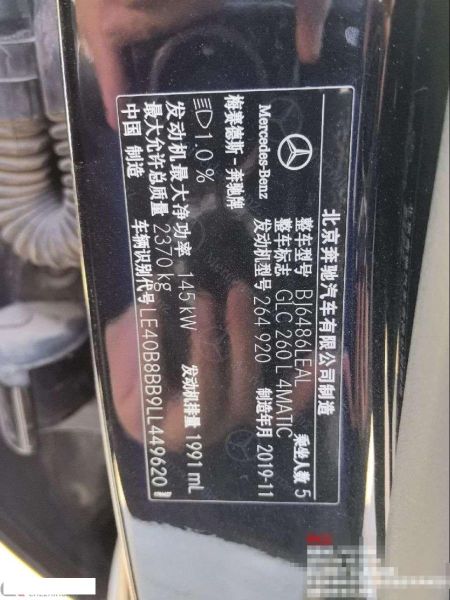 北京奔驰汽车有限公司制造
Mercedes-Benz
梅赛德斯-奔驰牌
整车型号 BJ6486LEAL
整车标志 GLC 260 L 4MATIC 乘坐人数 5
发动机型号 264 920 制造年月 2019-11
1.0 %
发动机最大净功率 145 kW 发动机排量 1991 mL
最大允许总质量 2370 kg
中国 制造 车辆识别代号 LE40B8BB9LL449620